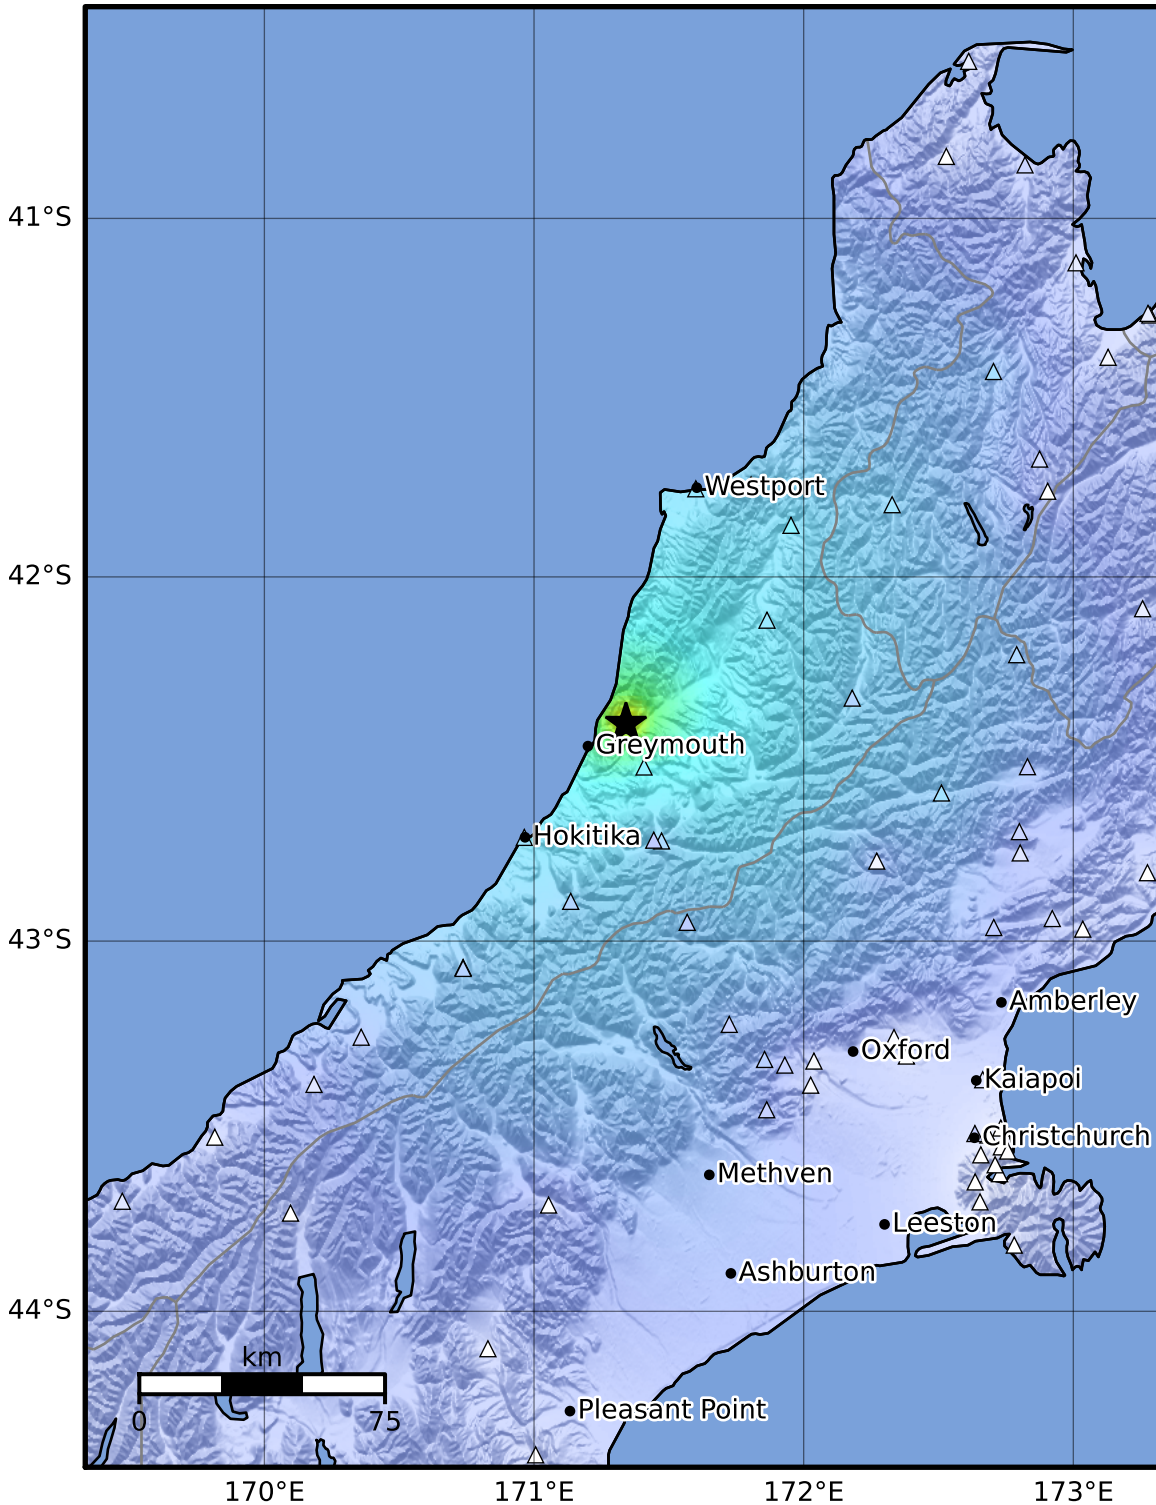 41°S
Westport
42°S
Greymouth
Hokitika
43°S
Amberley
Oxford
Kaiapoi
Christchurch
Methven
Leeston
Ashburton
44°S
km
0
75
Pleasant Point
170°E
171°E
172°E
173°E